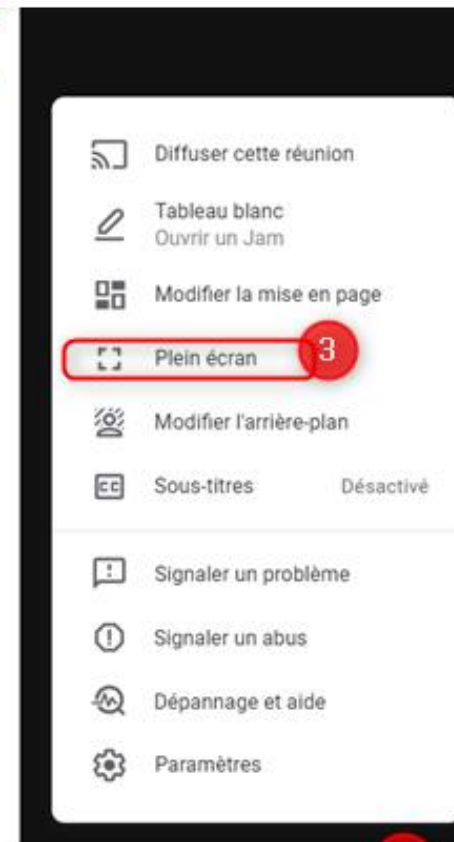 Diffuser cette réunion
Tableau blanc
Ouvrir un Jam
Modifier la mise en page
Plein écran 3
Modifier l'arrière-plan
CC Sous-titres Désactivé
Signaler un problème
Signaler un abus
Dépannage et aide
Paramètres